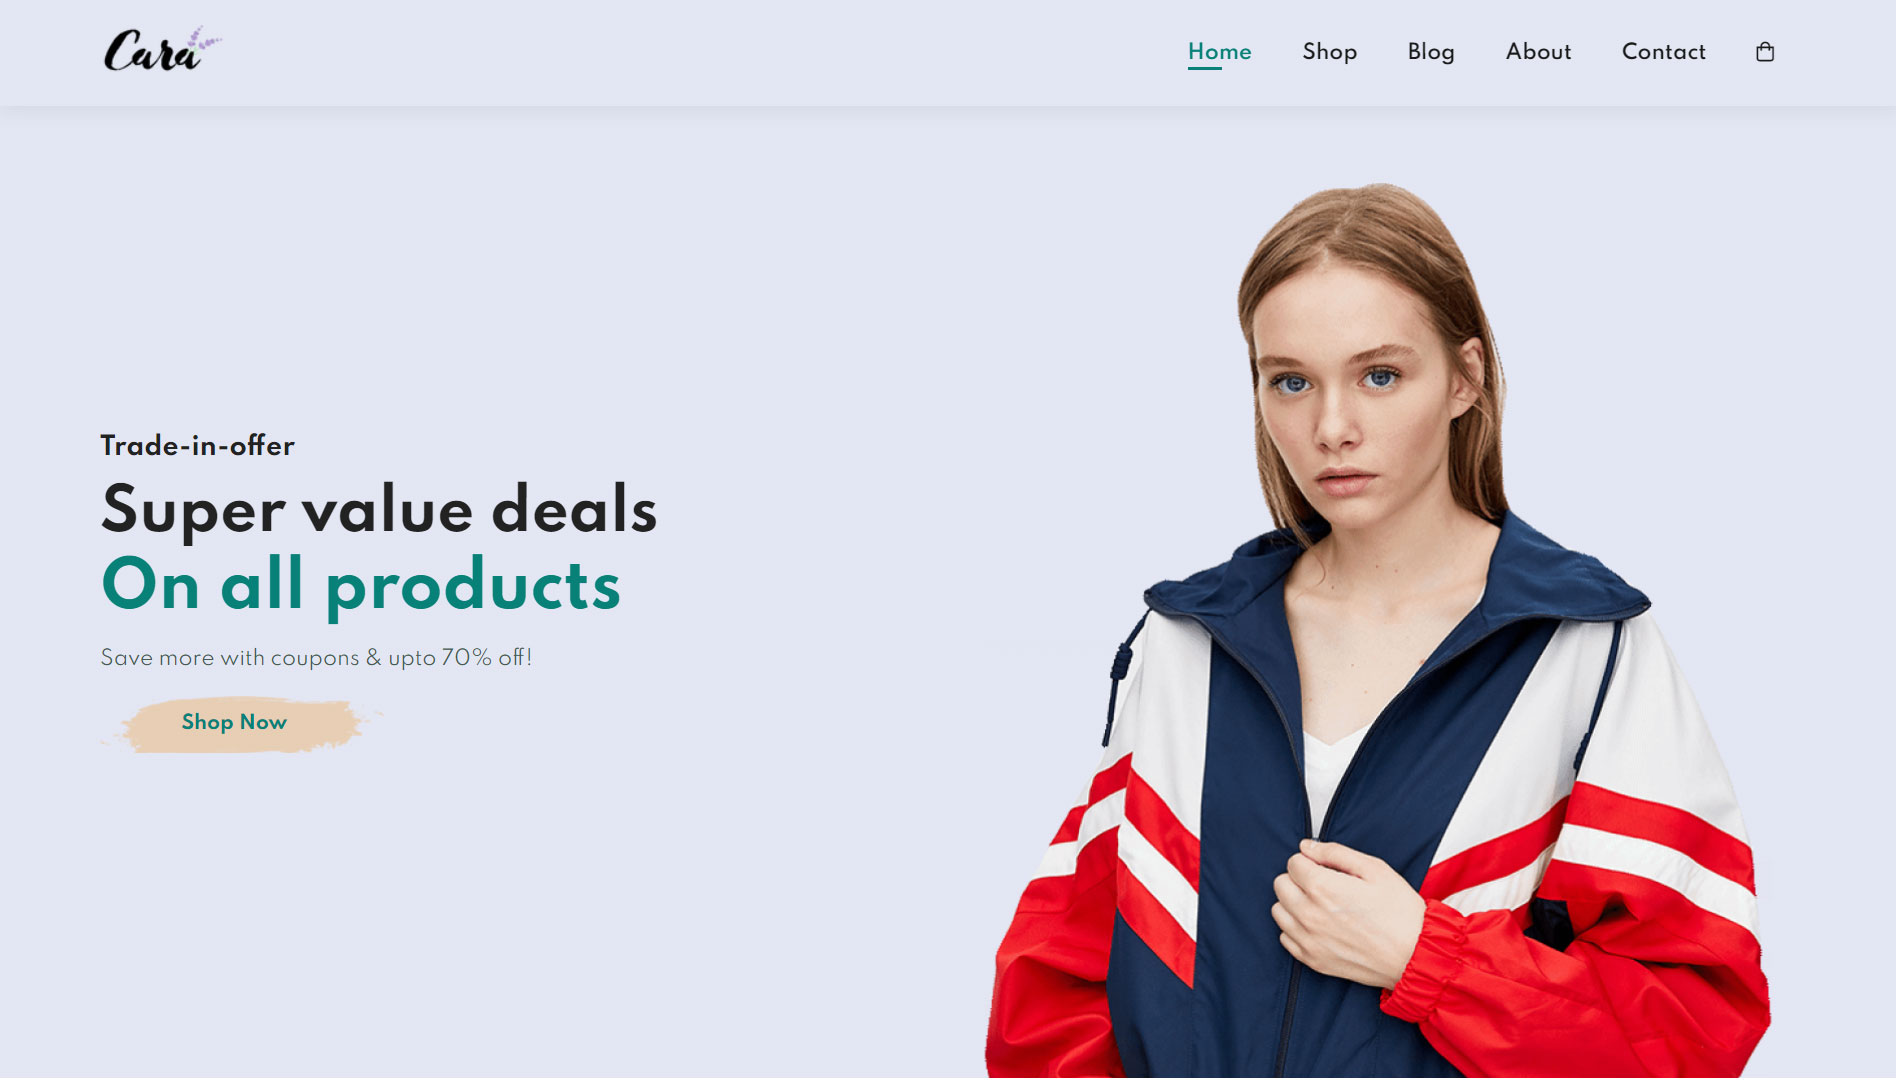 Cara
Home Shop Blog About Contact
Trade-in-offer
Super value deals
On all products
Save more with coupons & upto 70% off!
Shop Now